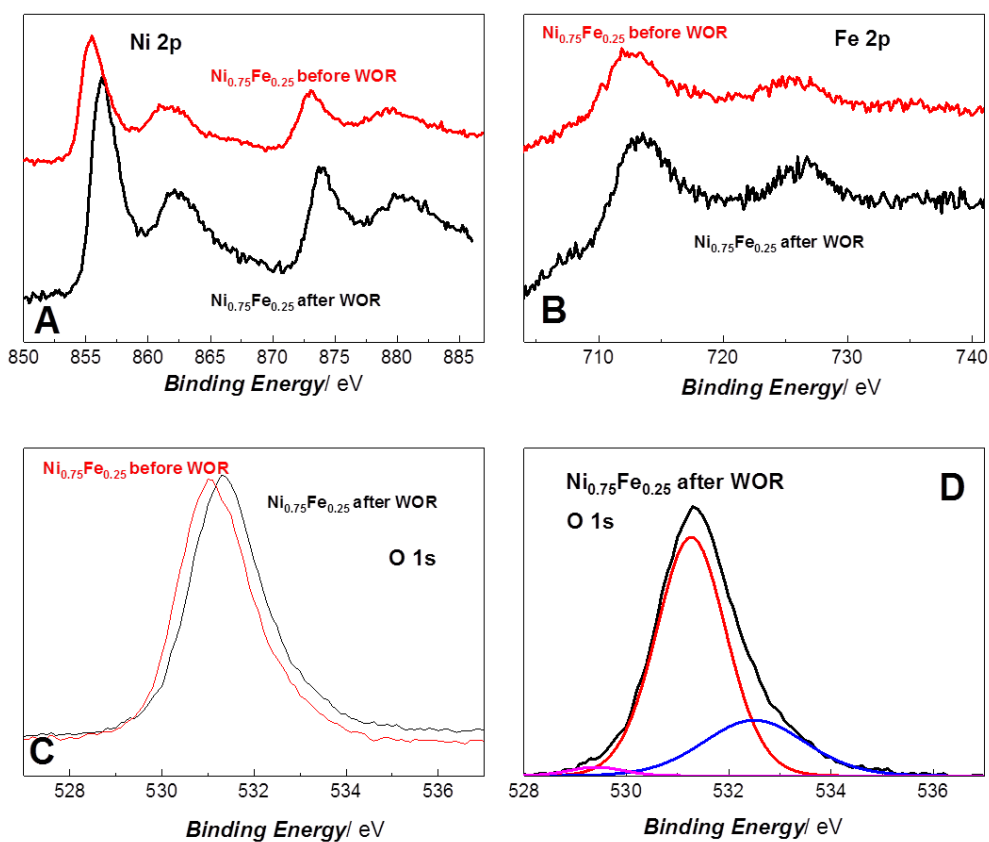 Ni 2p
Ni0.75Fe0.25 before WOR
Ni0.75Fe0.25 after WOR
A
850 855 860 865 870 875 880 885
Binding Energy/ eV
Ni0.75Fe0.25 before WOR
Fe 2p
Ni0.75Fe0.25 after WOR
B
710 720 730 740
Binding Energy/ eV
Ni0.75Fe0.25 before WOR
Ni0.75Fe0.25 after WOR
O 1s
C
528 530 532 534 536
Binding Energy/ eV
Ni0.75Fe0.25 after WOR
D
O 1s
528 530 532 534 536
Binding Energy/ eV